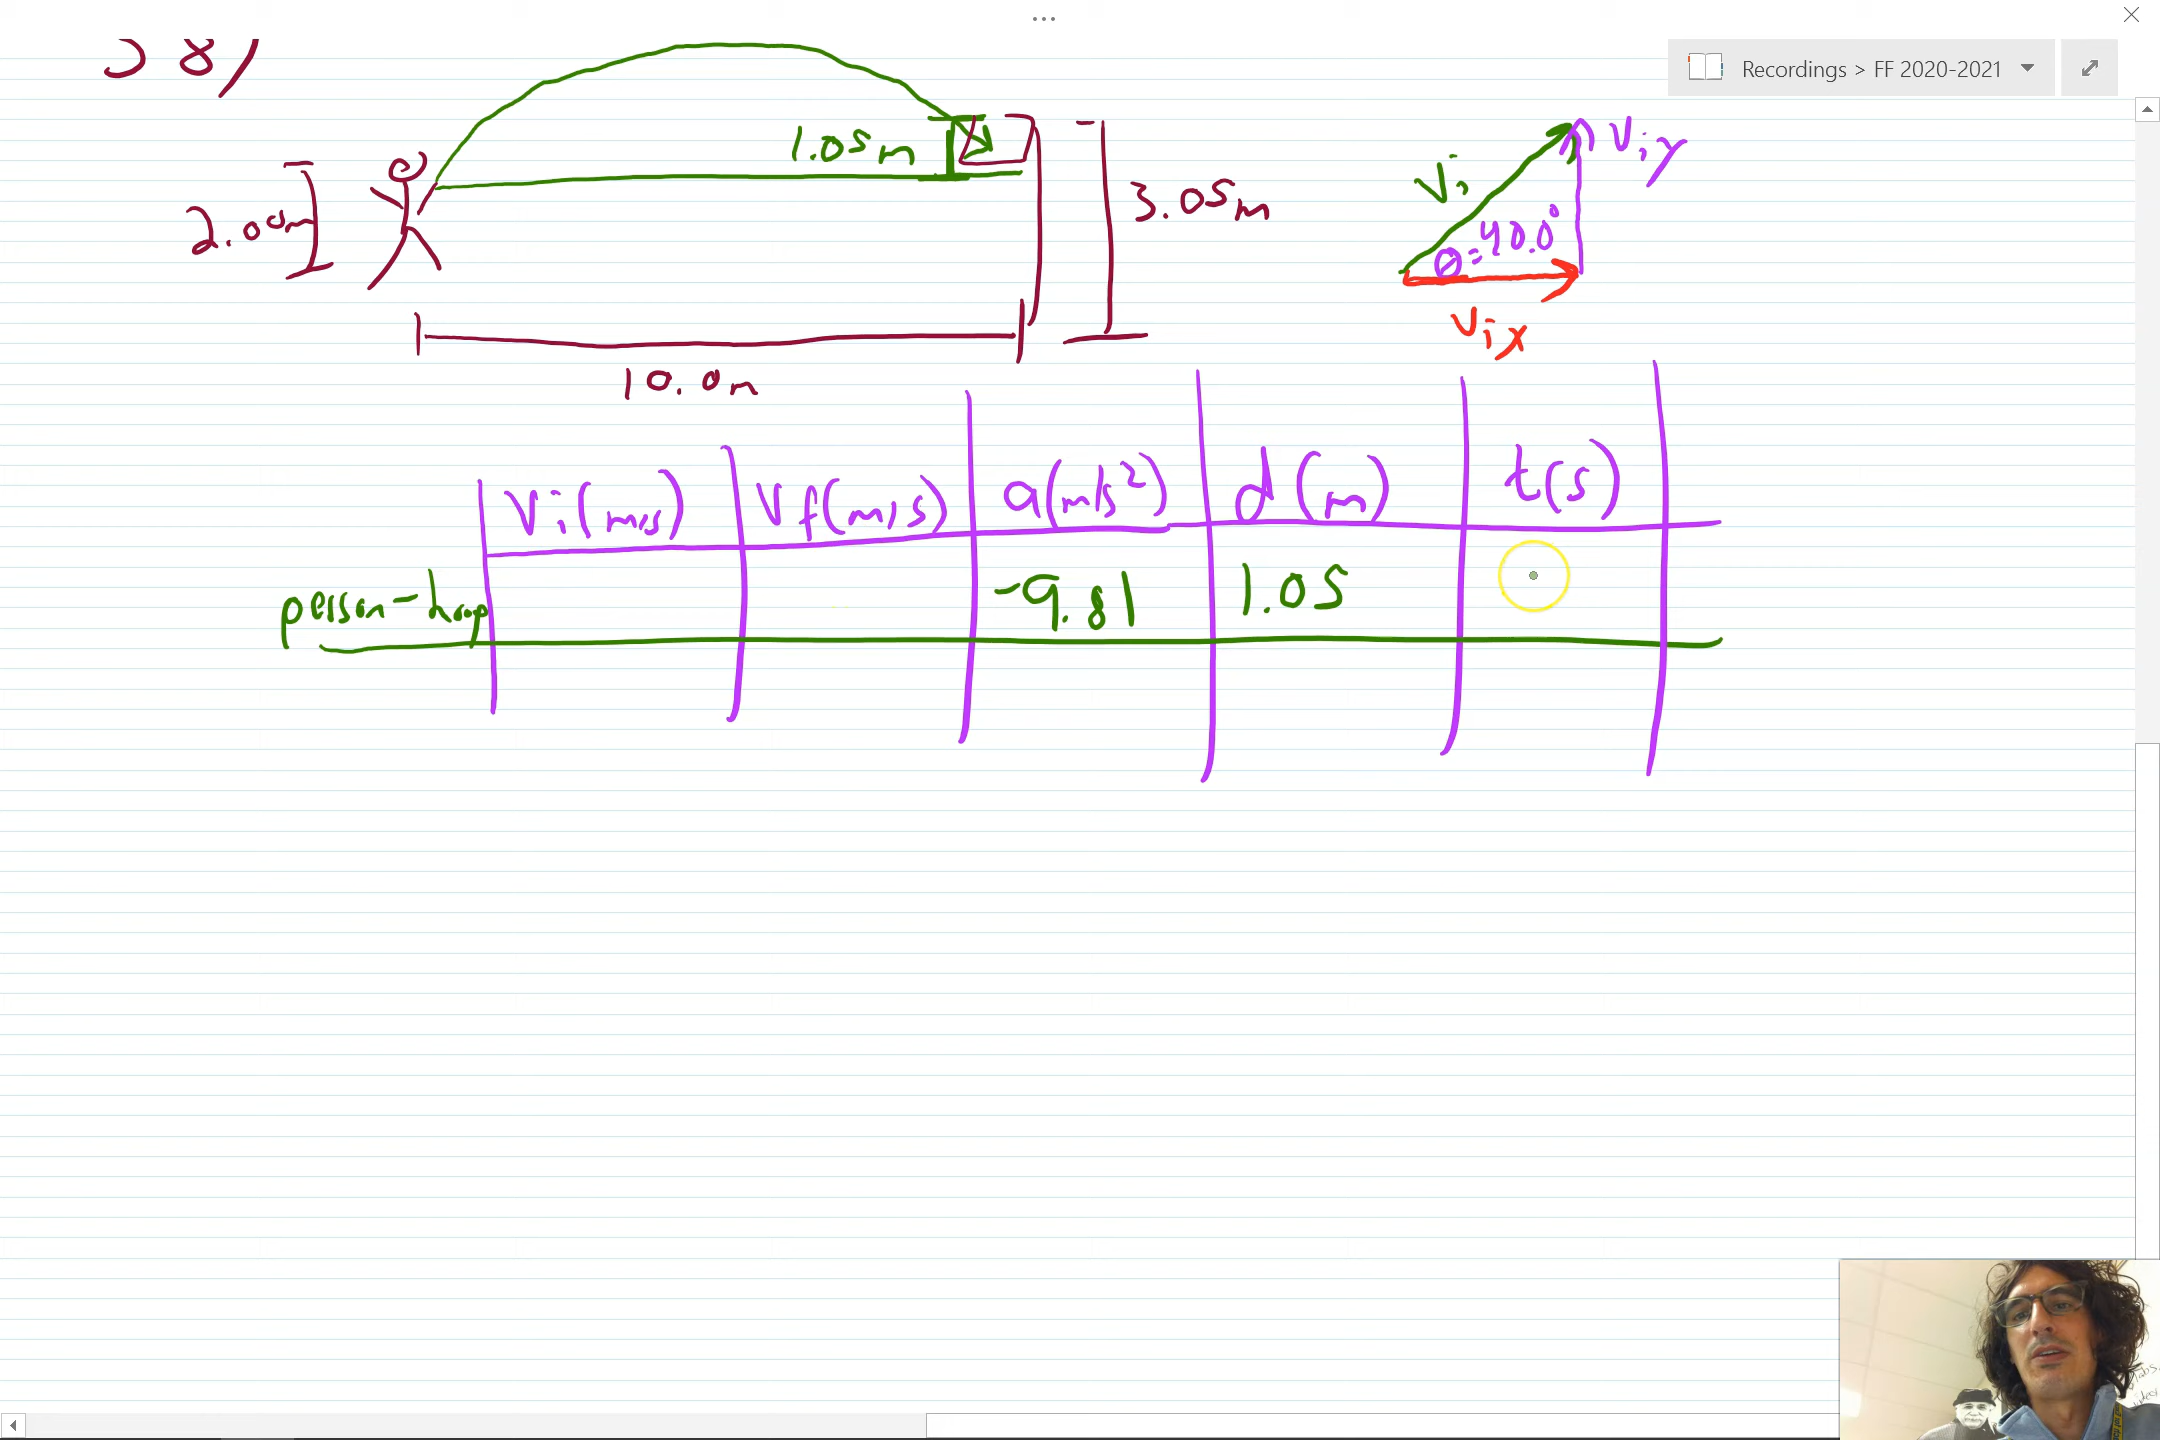 Recordings > FF 2020-2021
38)
2.00m
1.05m
3.05m
10.0m
Vi
Viy
θ=40.0°
Vix
Vi(m/s) Vf(m/s) a(m/s²) d(m) t(s)
person-hoop -9.81 1.05